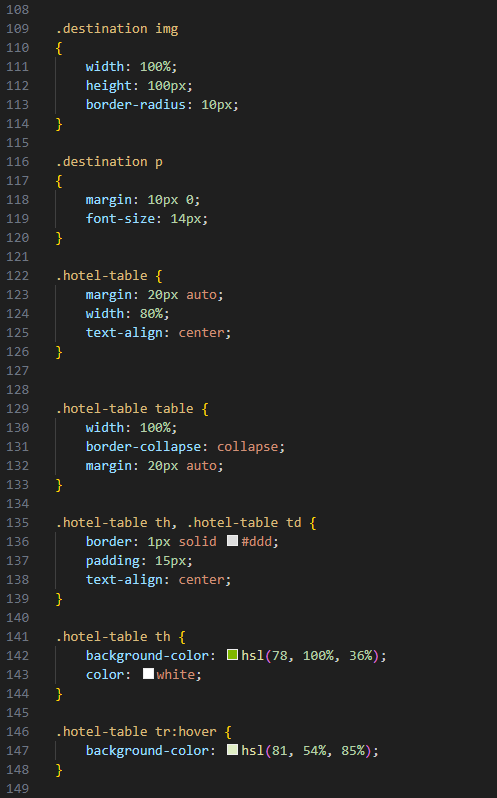 108
109 .destination img
110 {
111     width: 100%;
112     height: 100px;
113     border-radius: 10px;
114 }
115
116 .destination p
117 {
118     margin: 10px 0;
119     font-size: 14px;
120 }
121
122 .hotel-table {
123     margin: 20px auto;
124     width: 80%;
125     text-align: center;
126 }
127
128
129 .hotel-table table {
130     width: 100%;
131     border-collapse: collapse;
132     margin: 20px auto;
133 }
134
135 .hotel-table th, .hotel-table td {
136     border: 1px solid #ddd;
137     padding: 15px;
138     text-align: center;
139 }
140
141 .hotel-table th {
142     background-color: hsl(78, 100%, 36%);
143     color: white;
144 }
145
146 .hotel-table tr:hover {
147     background-color: hsl(81, 54%, 85%);
148 }
149